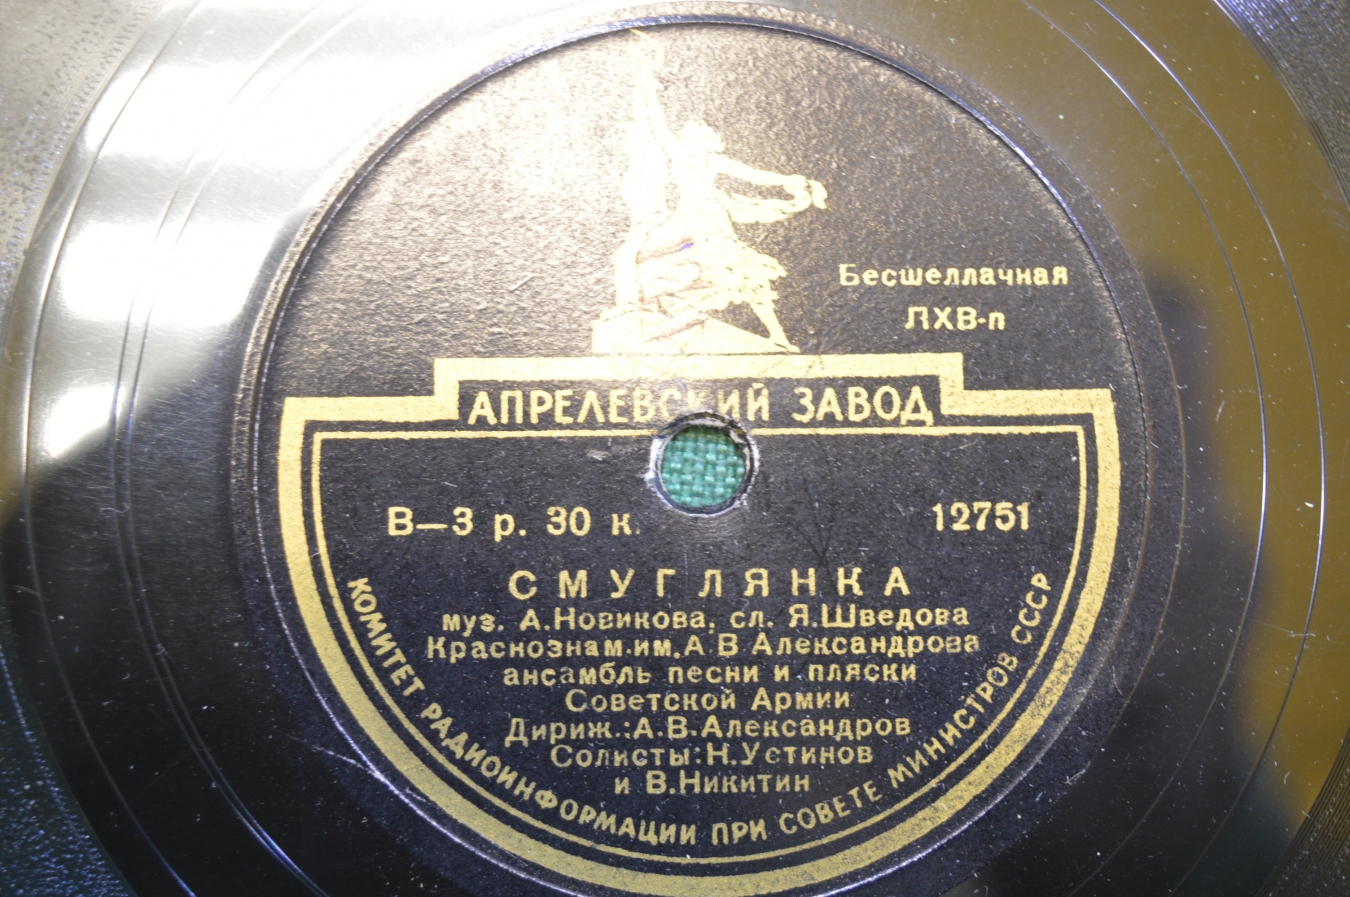 Бесшеллачная
ЛХВ-п
АПРЕЛЕВСКИЙ ЗАВОД
В—3 р. 30 к.
12751
СМУГЛЯНКА
муз. А.Новикова, сл. Я.Шведова
Краснознам.им.А В Александрова
ансамбль песни и пляски
Советской Армии
Дириж.:А.В.Александров
Солисты:Н.Устинов
и В.Никитин
КОМИТЕТ РАДИОИНФОРМАЦИИ ПРИ СОВЕТЕ МИНИСТРОВ СССР